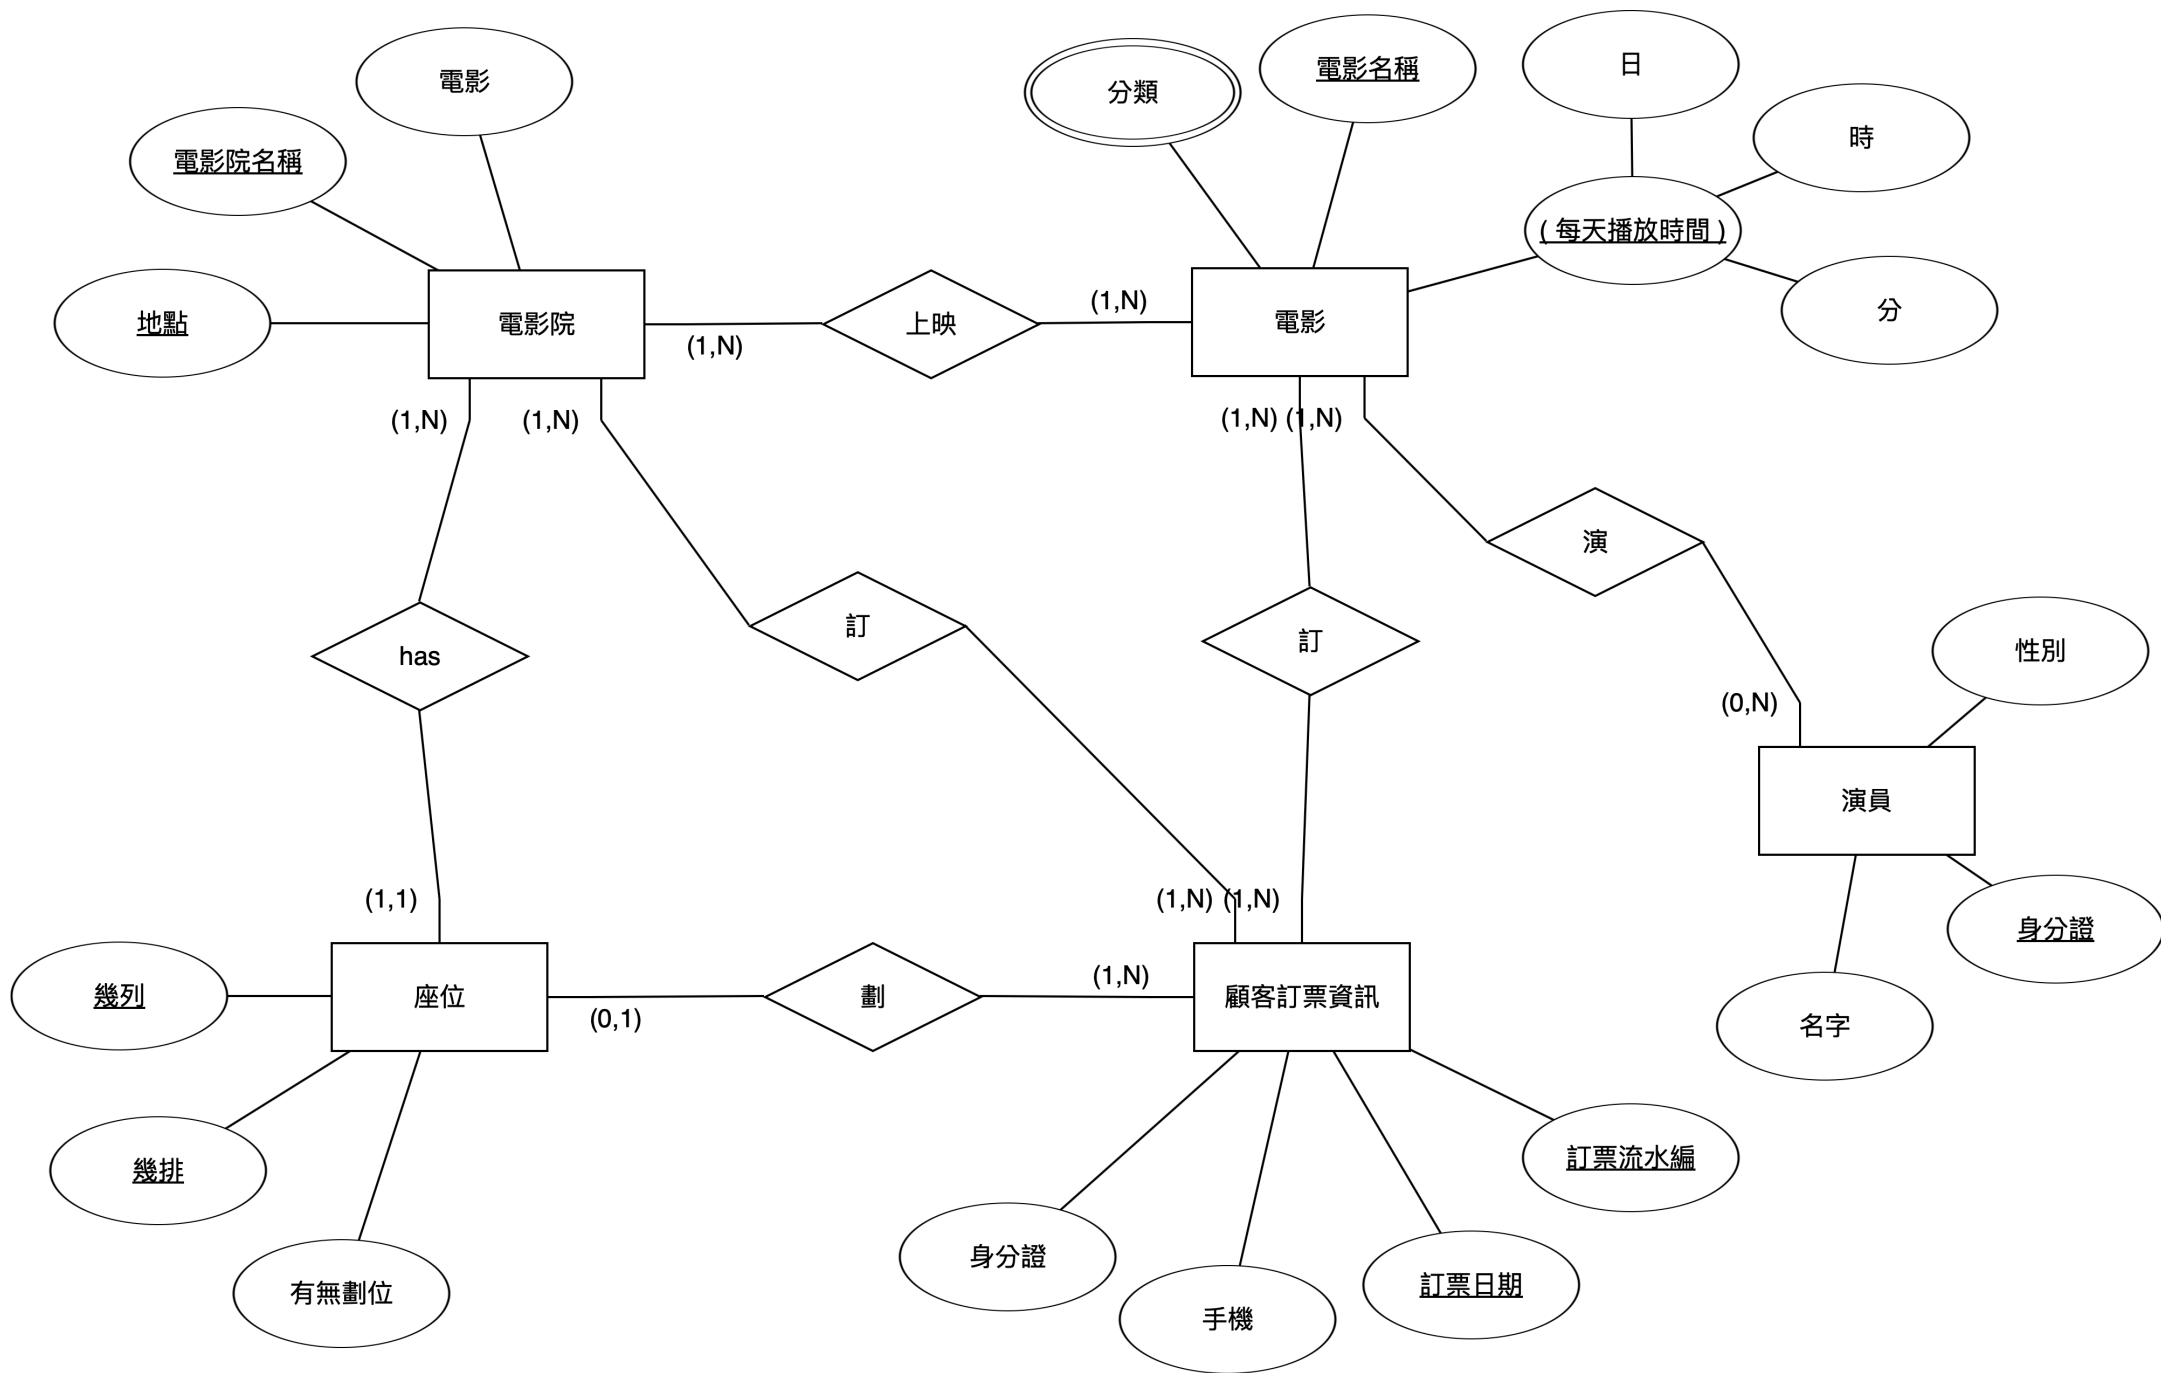 電影
分類
電影名稱
日
時
電影院名稱
( 每天播放時間 )
分
地點
電影院
(1,N)
上映
(1,N)
電影
(1,N)
(1,N)
(1,N) (1,N)
演
訂
訂
has
性別
(0,N)
演員
(1,1)
(1,N) (1,N)
身分證
幾列
座位
(0,1)
劃
(1,N)
顧客訂票資訊
名字
幾排
訂票流水編
有無劃位
身分證
手機
訂票日期